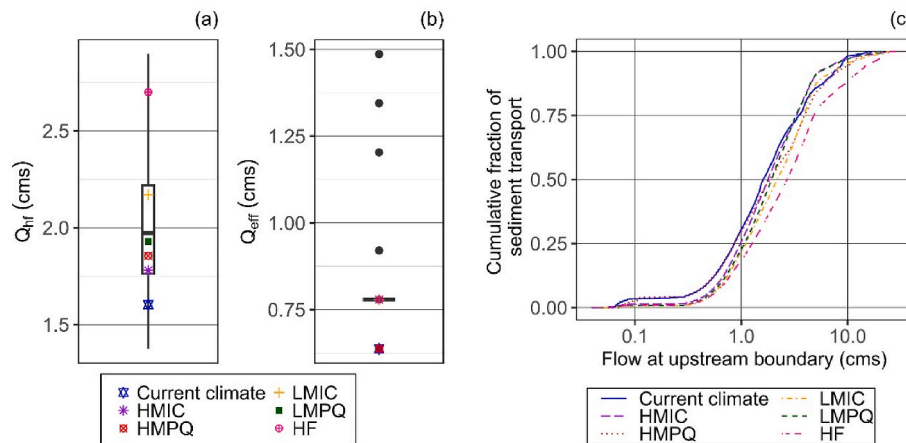 (a)
(b)
(c
Q_hf (cms)
2.5
2.0
1.5
Q_eff (cms)
1.50
1.25
1.00
0.75
Cumulative fraction of
sediment transport
1.00
0.75
0.50
0.25
0.00
0.1
1.0
10.0
Flow at upstream boundary (cms)
Current climate
LMIC
HMIC
LMPQ
HMPQ
HF
Current climate
LMIC
HMIC
LMPQ
HMPQ
HF